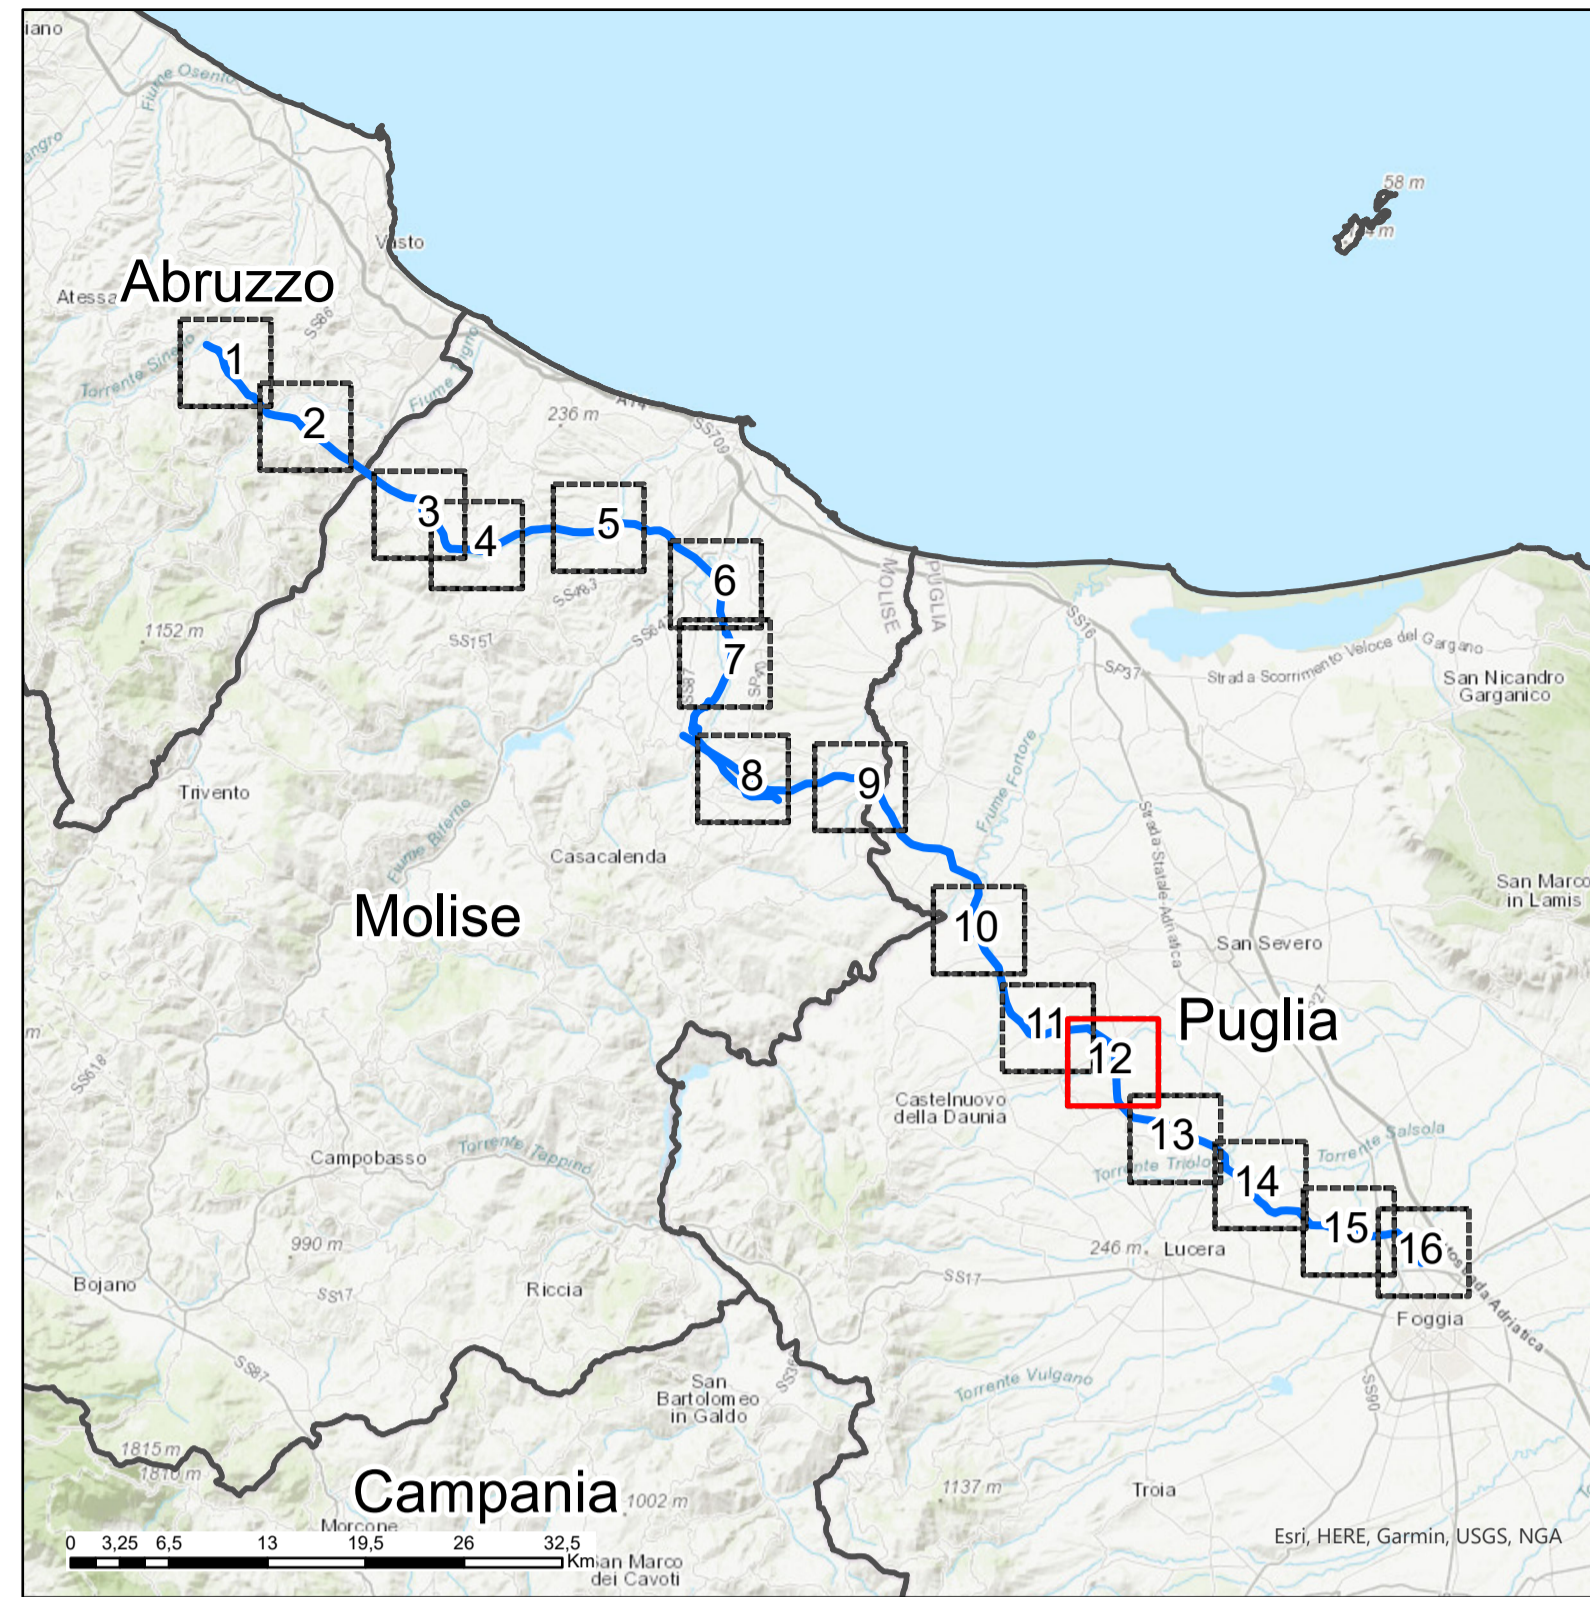 iano
Fiume Osento
angro
58 m
Vasto
Atessa
Abruzzo
SS86
Torrente Sinello
1
2
Fiume Trigno
236 m
A14
SS709
3
4
5
SS483
6
MOLISE
PUGLIA
SS16
1152 m
SS157
SS647
7
SS87
SP40
SP37
Strada Scorrimento Veloce del Gargano
San Nicandro
Garganico
Trivento
8
9
Fiume Fortore
Strada Statale Adriatica
Fiume Biferno
Casacalenda
San Marco
in Lamis
Molise
10
San Severo
Puglia
11
12
m
SS618
Castelnuovo
della Daunia
13
Torrente Salsola
Campobasso
Torrente Tappino
Torrente Triolo
14
15
16
990 m
246 m
Lucera
Bojano
SS17
Riccia
SS17
Autostrada Adriatica
Foggia
SS87
San
Bartolomeo
in Galdo
Torrente Vulgano
SS90
1815 m
1810 m
Campania
1002 m
1137 m
Troia
Morcone
0 3,25 6,5 13 19,5 26 32,5
Km
San Marco
dei Cavoti
Esri, HERE, Garmin, USGS, NGA